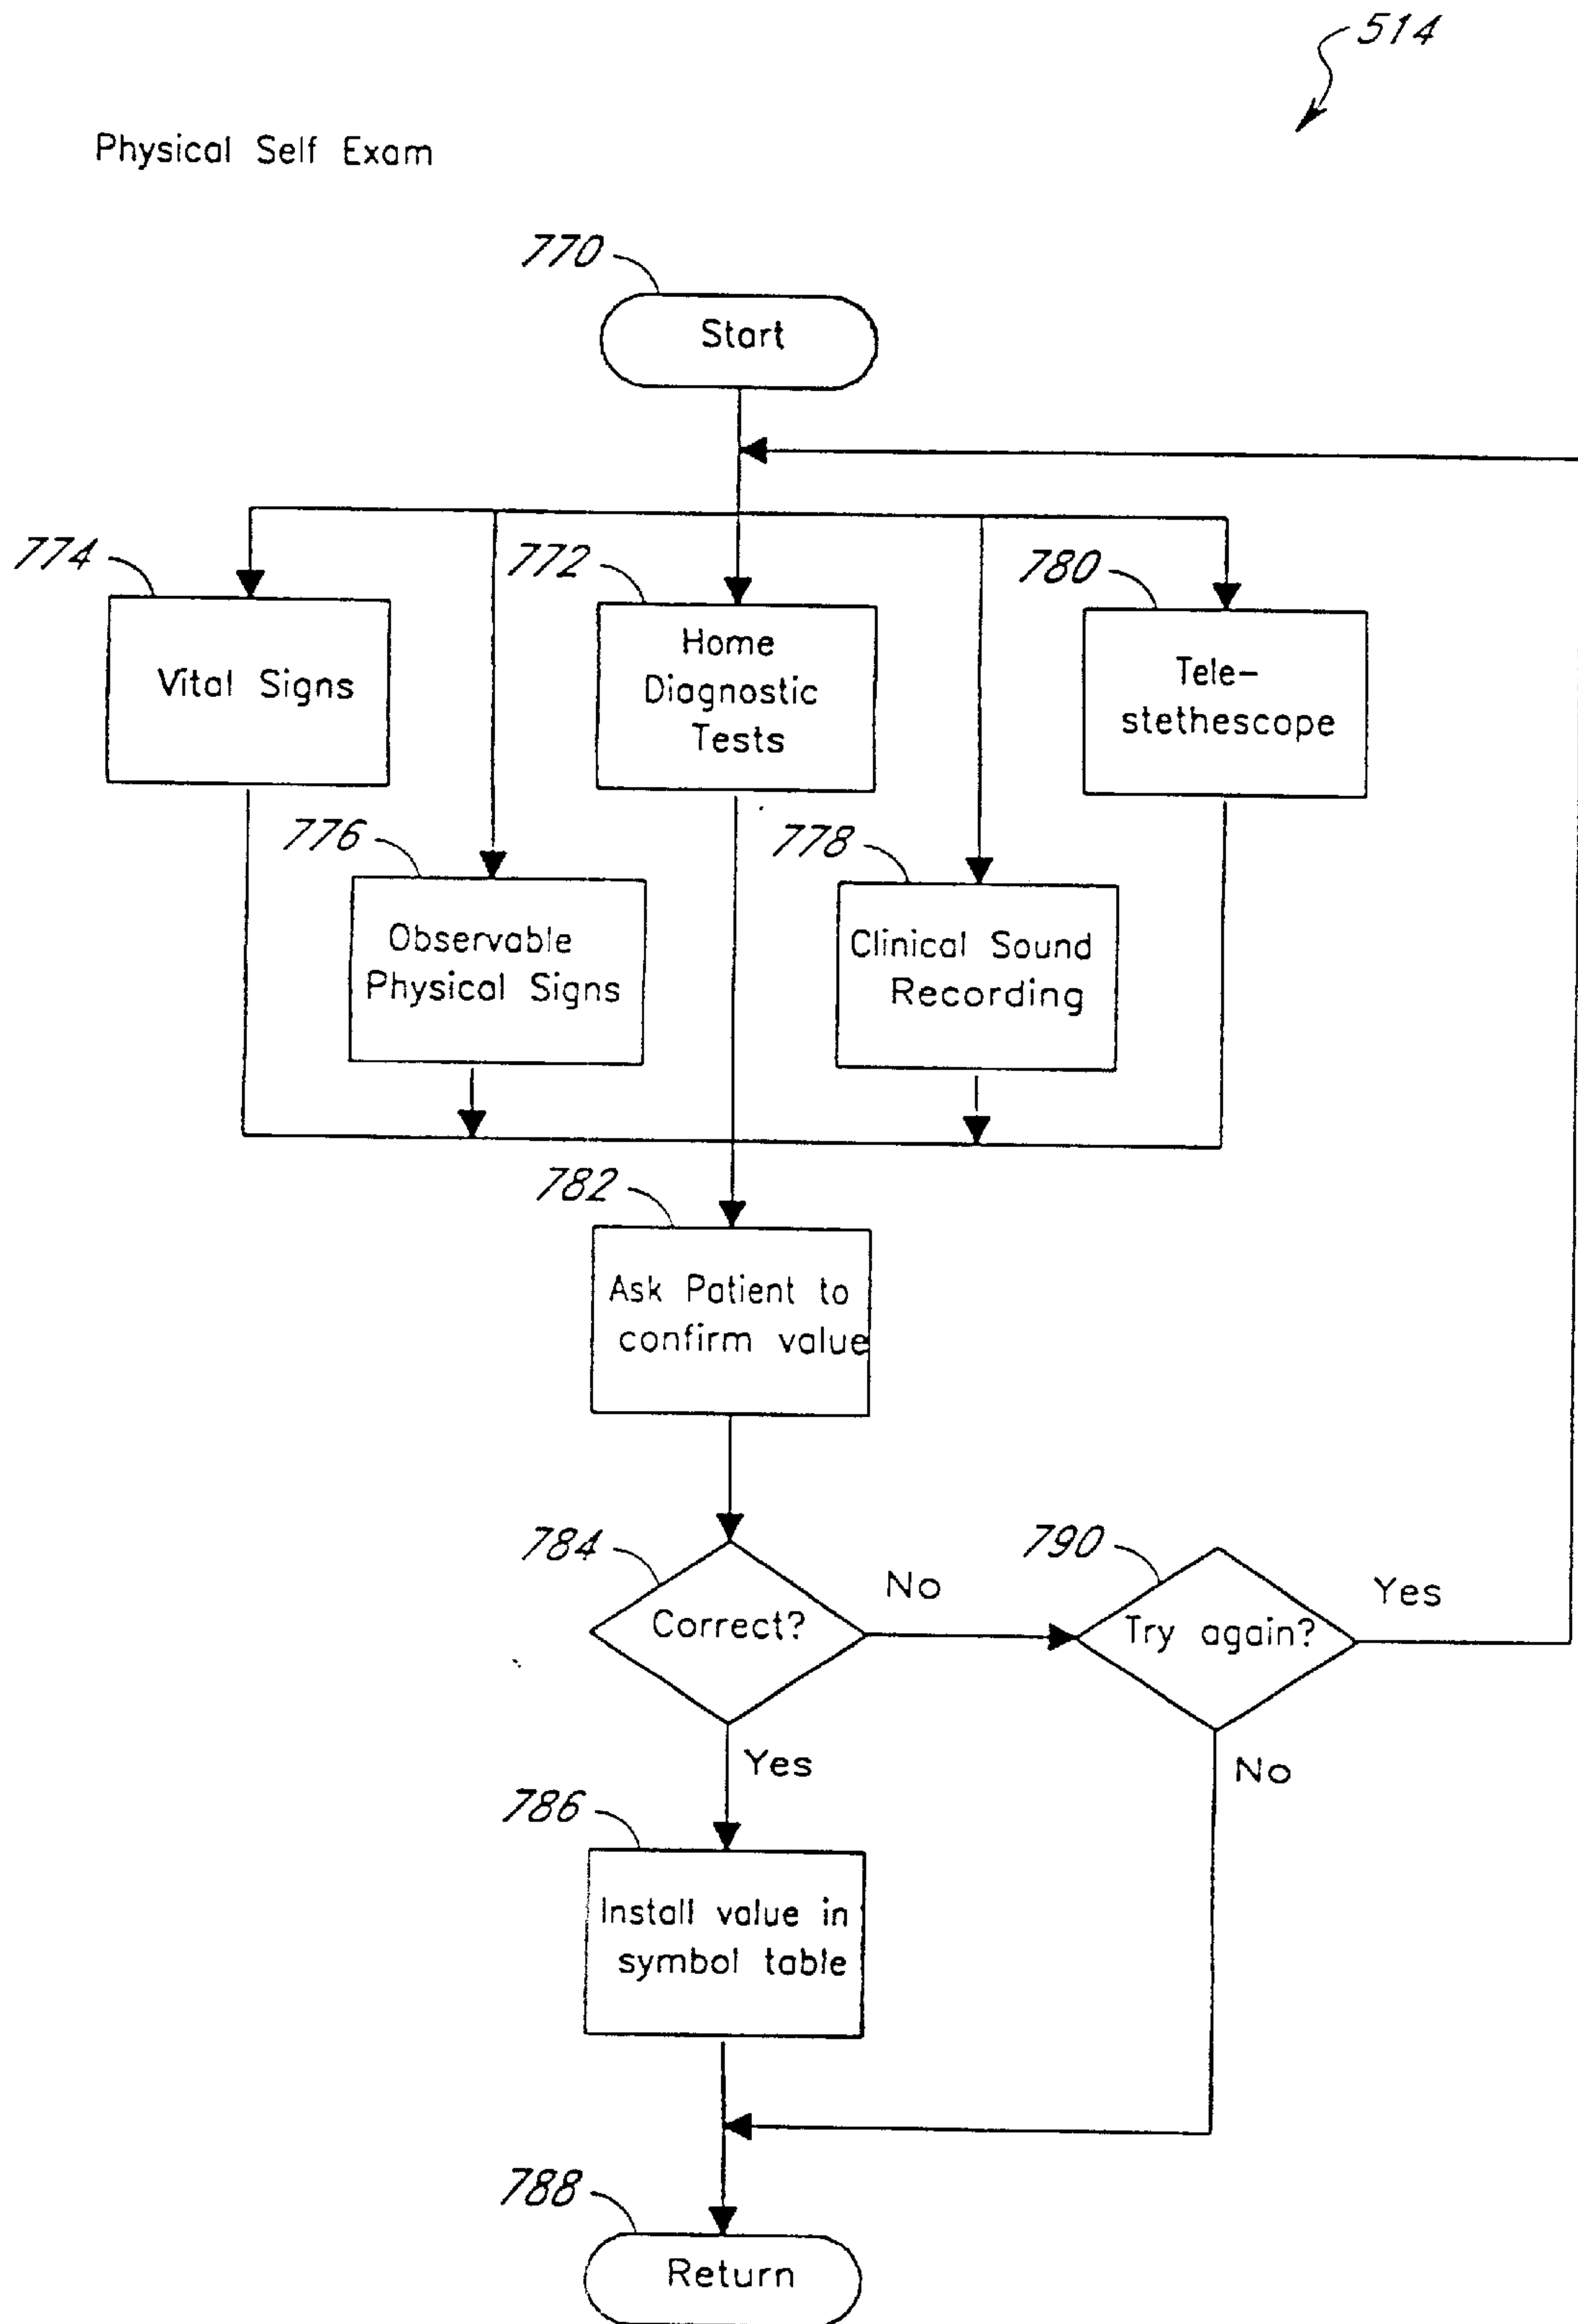 514
Physical Self Exam
770
Start
774
772
780
Vital Signs
Home
Diagnostic
Tests
Tele-
stethescope
776
778
Observable
Physical Signs
Clinical Sound
Recording
782
Ask Patient to
confirm value
784
790
Correct?
No
Try again?
Yes
Yes
No
786
Install value in
symbol table
788
Return